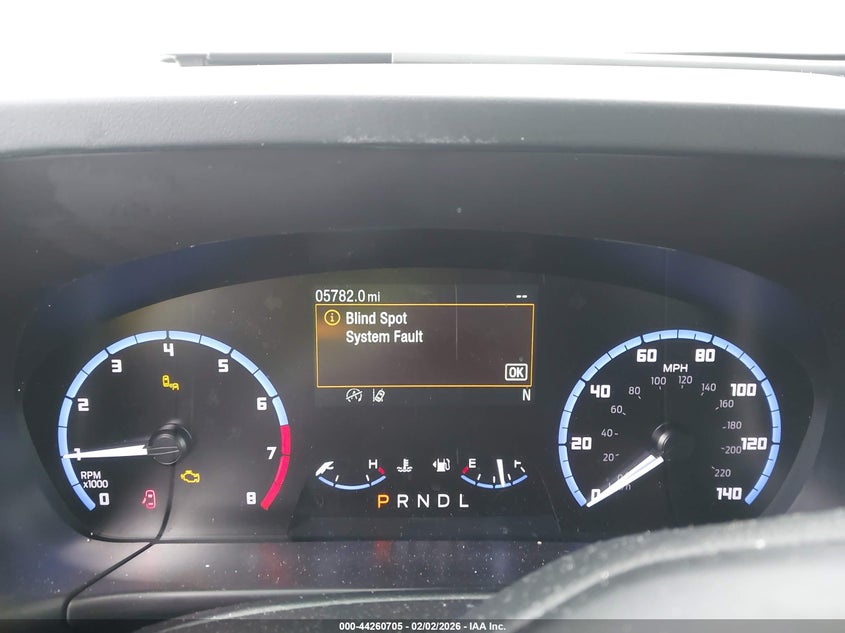 05782.0 mi --
Blind Spot
System Fault
OK
N
0 1 2 3 4 5 6 7 8
RPM
x1000
H E F
P R N D L
0 20 40 60 80 100 120 140
MPH
20 40 60 80 100 120 140 160 180 200 220
000-44260705 - 02/02/2026 - IAA Inc.